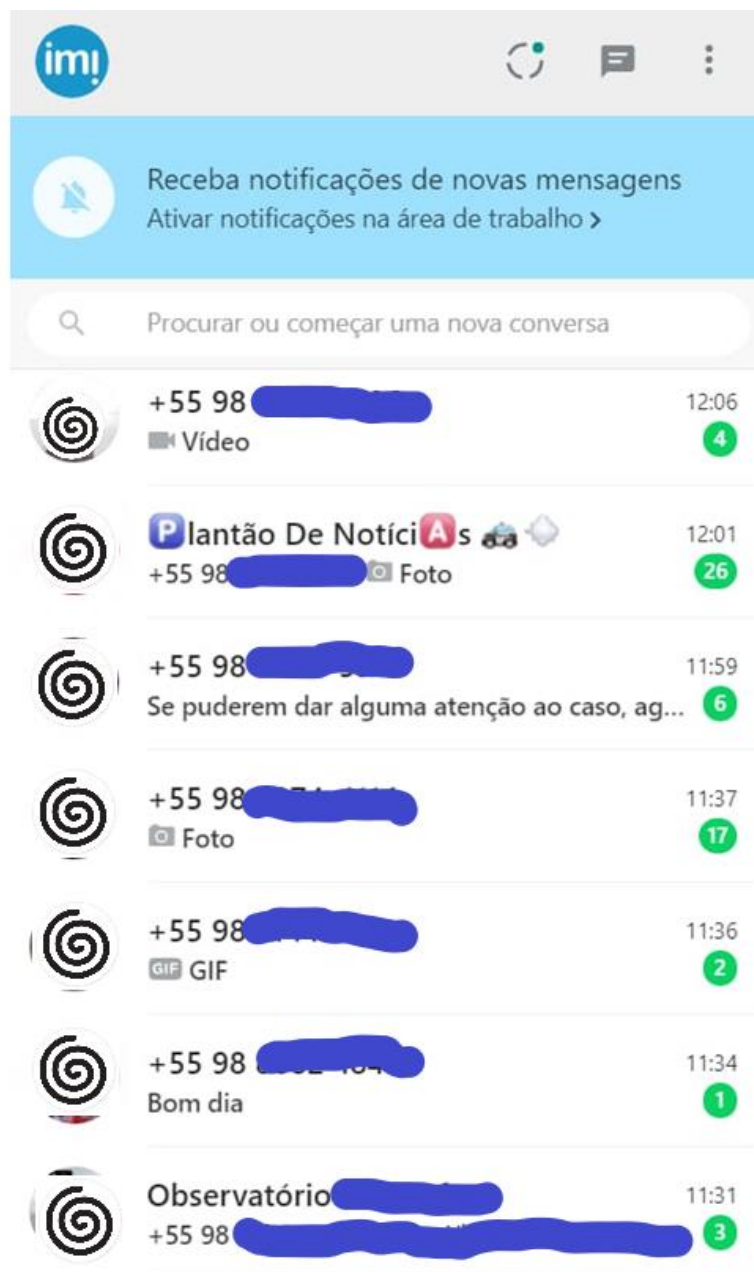 imi
Receba notificações de novas mensagens
Ativar notificações na área de trabalho >
Procurar ou começar uma nova conversa
+55 98 12:06
Vídeo 4
🅿lantão De Notíci🅰s 🚓💨 12:01
+55 98 Foto 26
+55 98 11:59
Se puderem dar alguma atenção ao caso, ag... 6
+55 98 11:37
Foto 17
+55 98 11:36
GIF GIF 2
+55 98 11:34
Bom dia 1
Observatório 11:31
+55 98 3